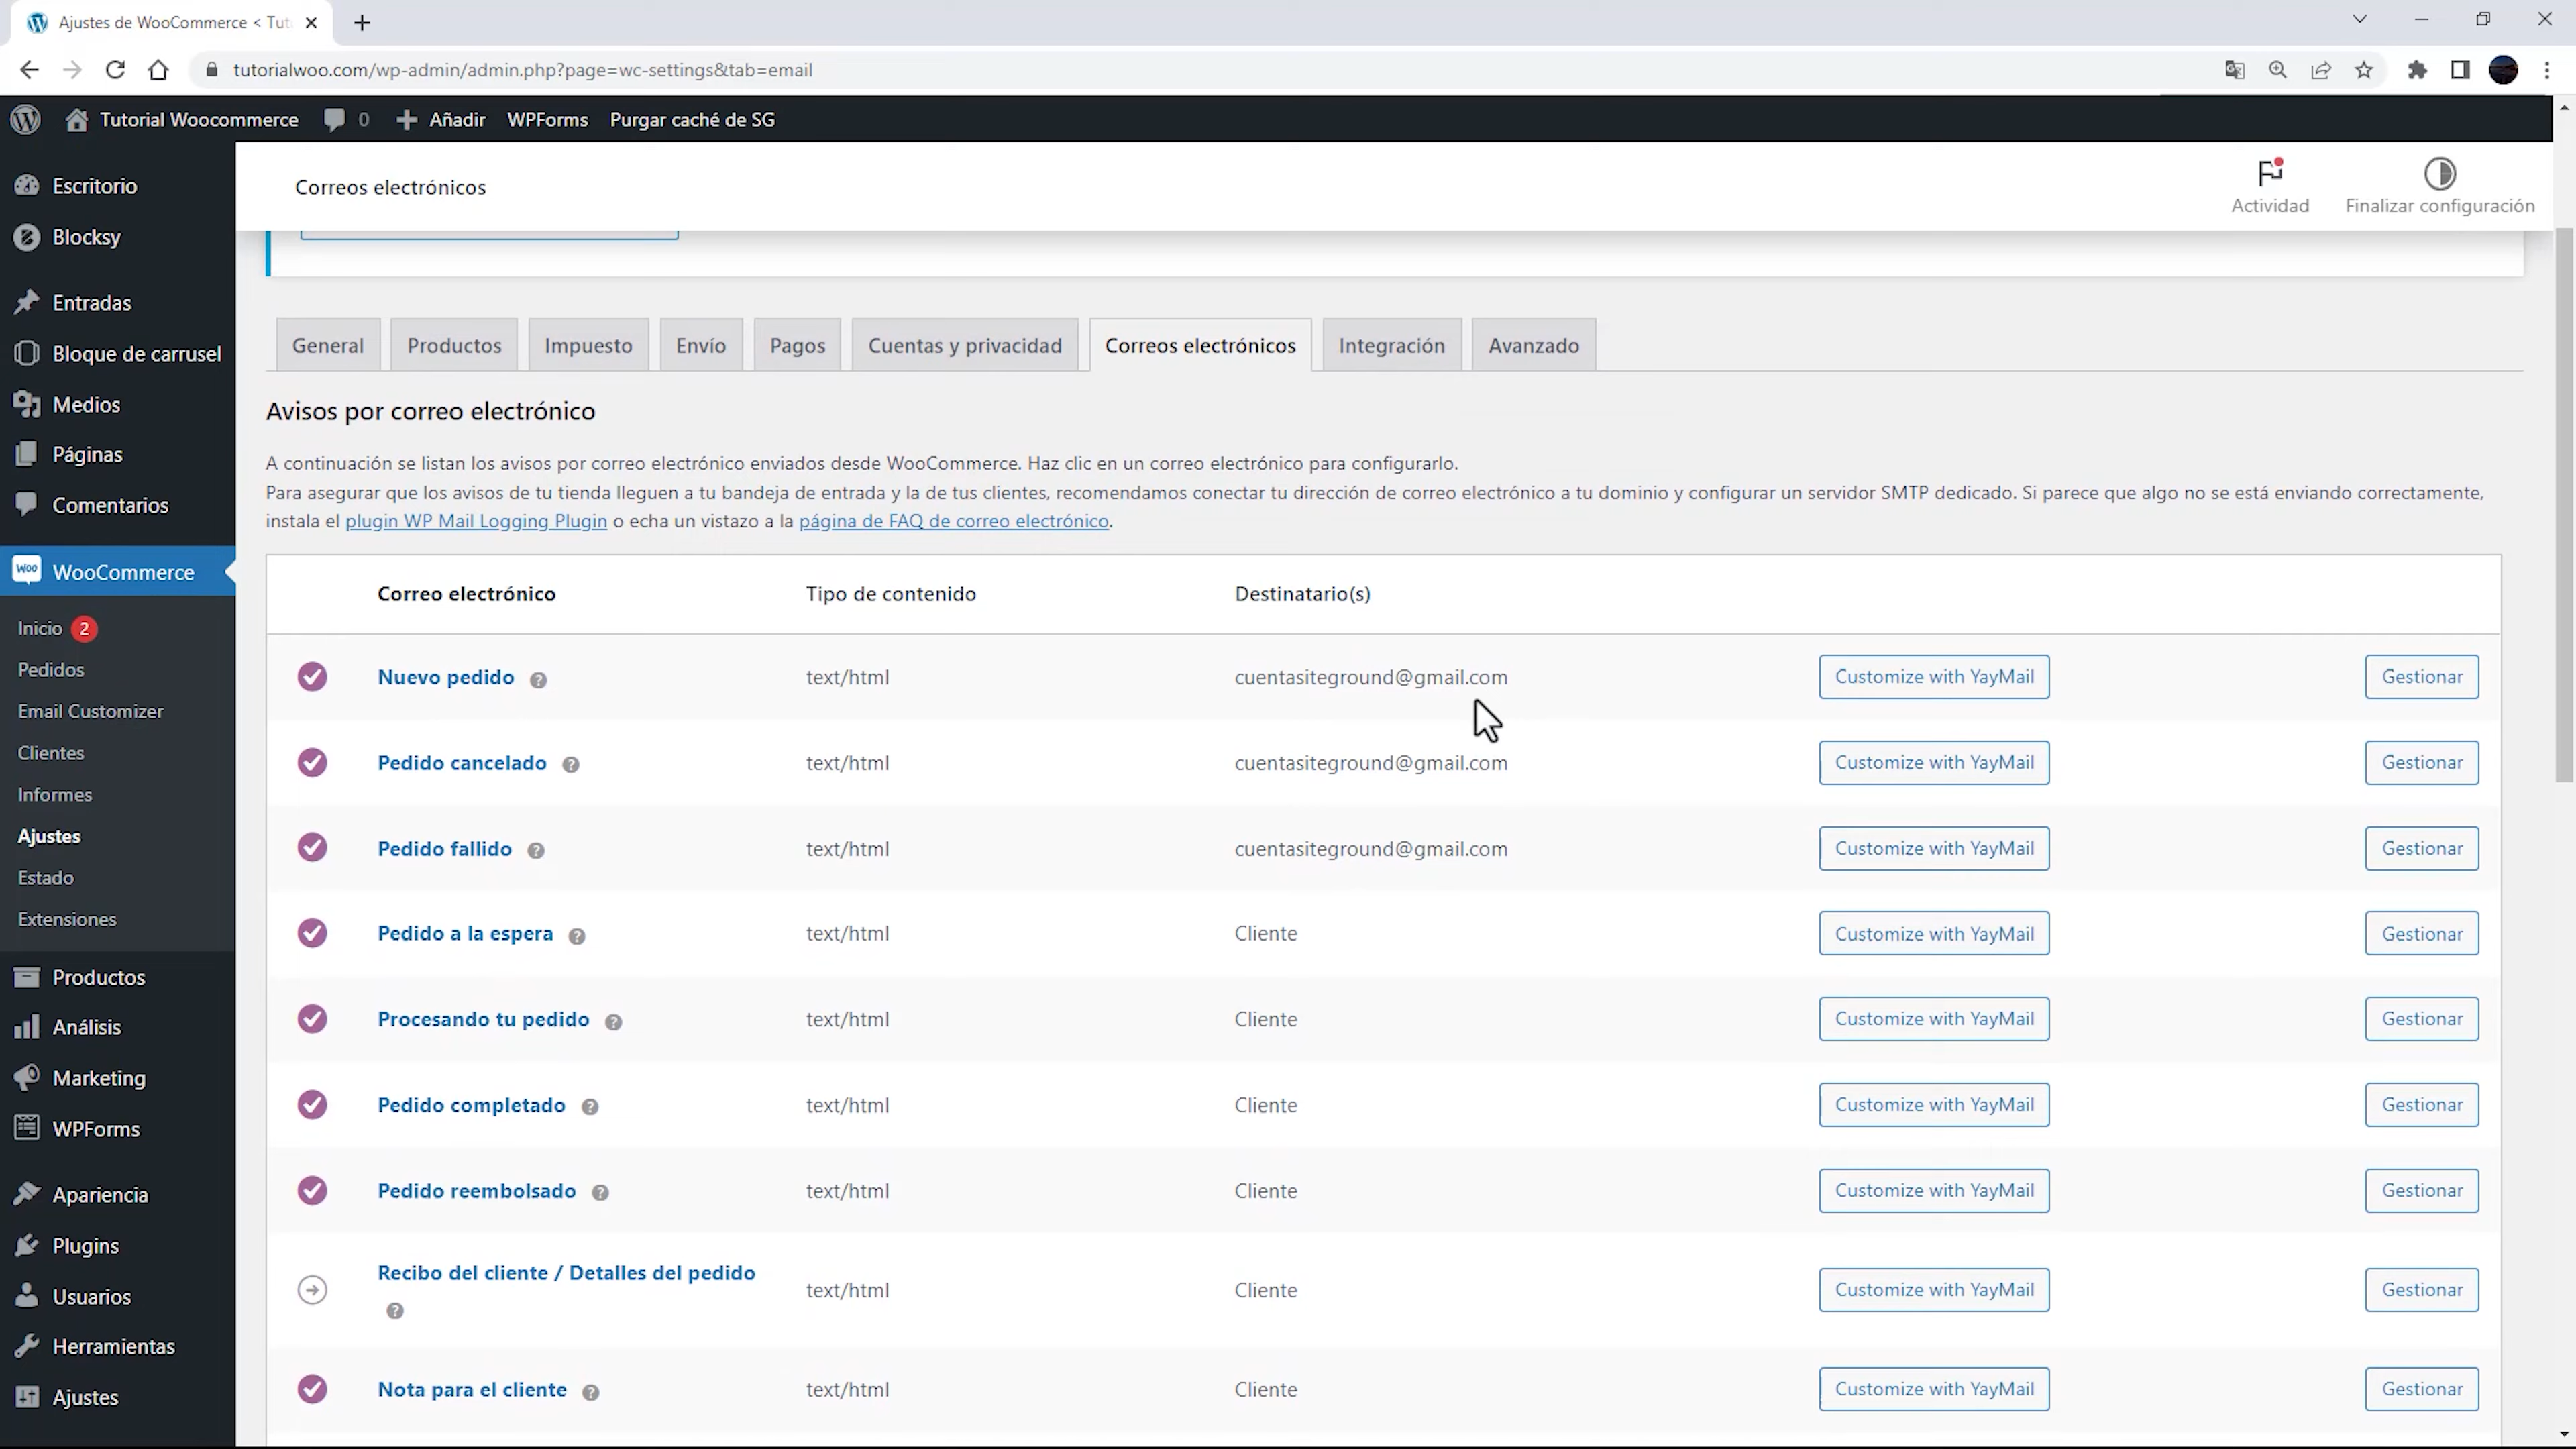 Ajustes de WooCommerce < Tut
tutorialwoo.com/wp-admin/admin.php?page=wc-settings&tab=email
Tutorial Woocommerce
0
Añadir
WPForms
Purgar caché de SG
Escritorio
Blocksy
Entradas
Bloque de carrusel
Medios
Páginas
Comentarios
Woo
WooCommerce
Inicio 2
Pedidos
Email Customizer
Clientes
Informes
Ajustes
Estado
Extensiones
Productos
Análisis
Marketing
WPForms
Apariencia
Plugins
Usuarios
Herramientas
Ajustes
Correos electrónicos
Actividad
Finalizar configuración
General
Productos
Impuesto
Envío
Pagos
Cuentas y privacidad
Correos electrónicos
Integración
Avanzado
Avisos por correo electrónico
A continuación se listan los avisos por correo electrónico enviados desde WooCommerce. Haz clic en un correo electrónico para configurarlo.
Para asegurar que los avisos de tu tienda lleguen a tu bandeja de entrada y la de tus clientes, recomendamos conectar tu dirección de correo electrónico a tu dominio y configurar un servidor SMTP dedicado. Si parece que algo no se está enviando correctamente,
instala el plugin WP Mail Logging Plugin o echa un vistazo a la página de FAQ de correo electrónico.
Correo electrónico Tipo de contenido Destinatario(s)
Nuevo pedido ? text/html cuentasiteground@gmail.com Customize with YayMail Gestionar
Pedido cancelado ? text/html cuentasiteground@gmail.com Customize with YayMail Gestionar
Pedido fallido ? text/html cuentasiteground@gmail.com Customize with YayMail Gestionar
Pedido a la espera ? text/html Cliente Customize with YayMail Gestionar
Procesando tu pedido ? text/html Cliente Customize with YayMail Gestionar
Pedido completado ? text/html Cliente Customize with YayMail Gestionar
Pedido reembolsado ? text/html Cliente Customize with YayMail Gestionar
Recibo del cliente / Detalles del pedido ? text/html Cliente Customize with YayMail Gestionar
Nota para el cliente ? text/html Cliente Customize with YayMail Gestionar